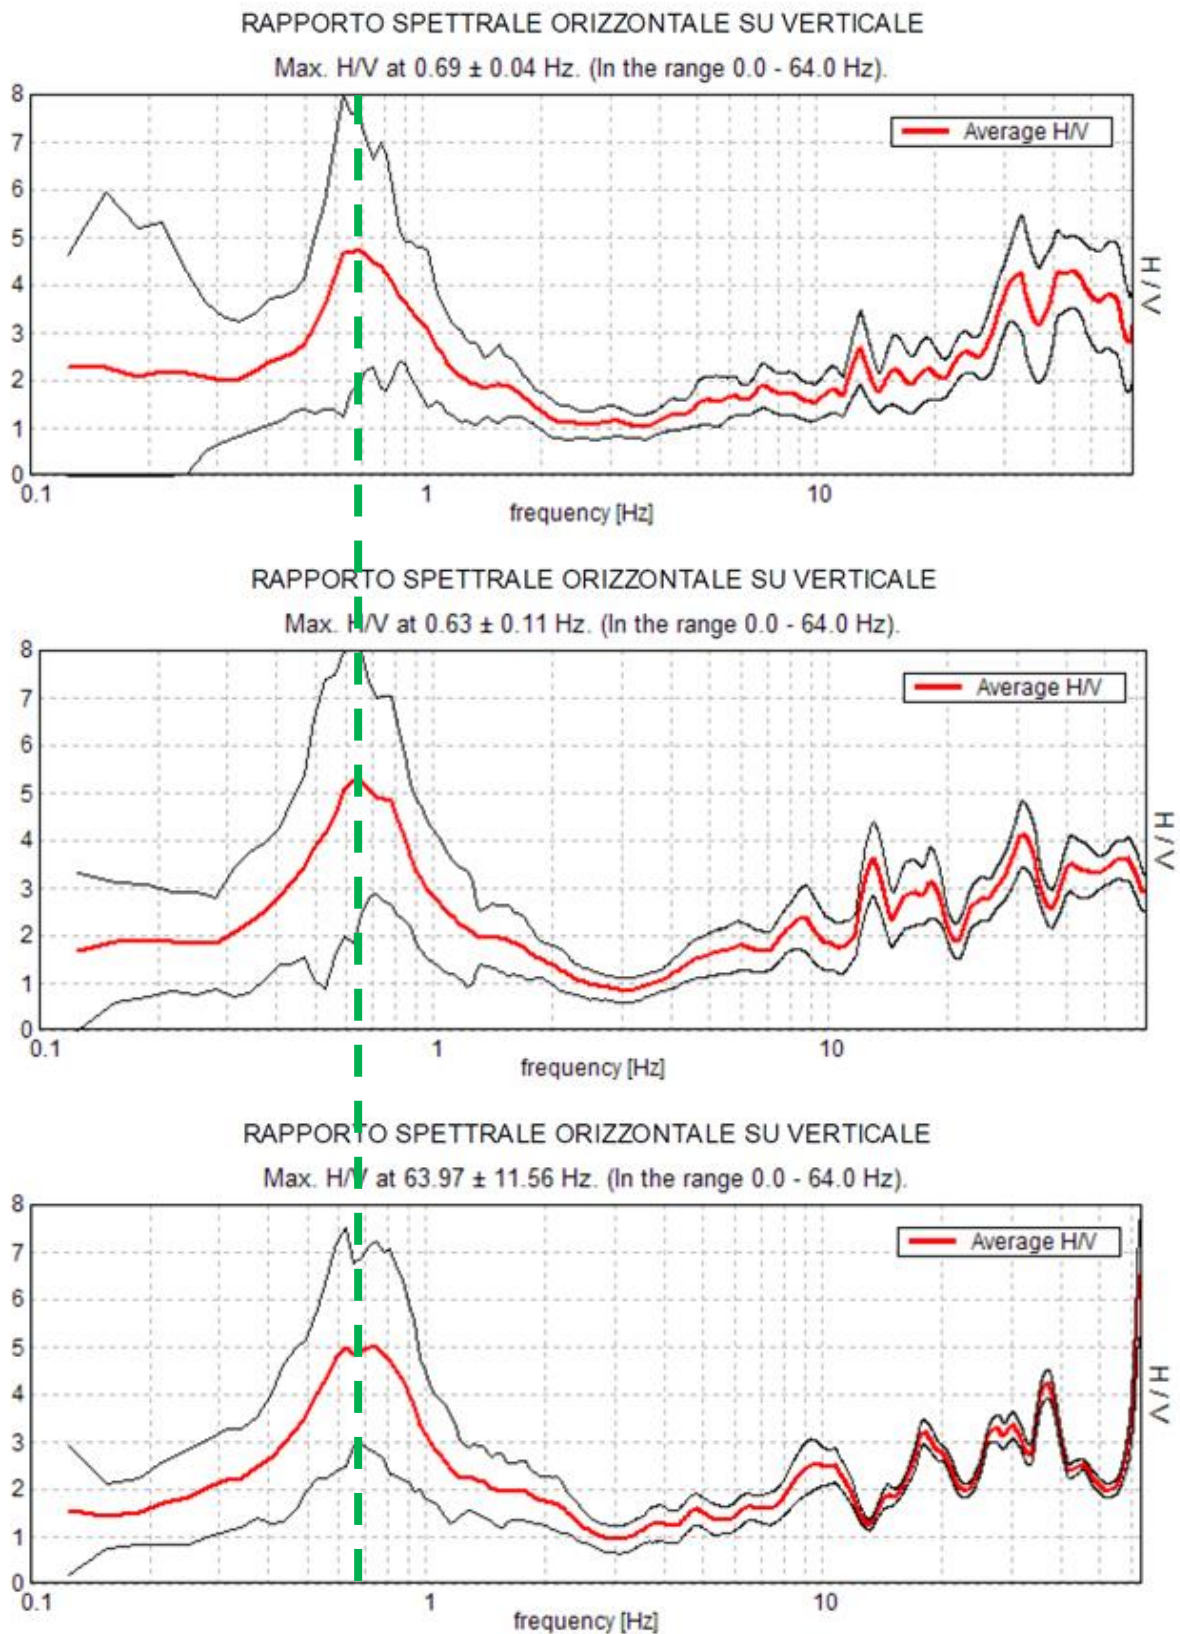 RAPPORTO SPETTRALE ORIZZONTALE SU VERTICALE
Max. H/V at 0.69 ± 0.04 Hz. (In the range 0.0 - 64.0 Hz).
8
Average H/V
7
6
5
4
3
2
1
0
H/V
0.1 1 10
frequency [Hz]
RAPPORTO SPETTRALE ORIZZONTALE SU VERTICALE
Max. H/V at 0.63 ± 0.11 Hz. (In the range 0.0 - 64.0 Hz).
8
Average H/V
7
6
5
4
3
2
1
0
H/V
0.1 1 10
frequency [Hz]
RAPPORTO SPETTRALE ORIZZONTALE SU VERTICALE
Max. H/V at 63.97 ± 11.56 Hz. (In the range 0.0 - 64.0 Hz).
8
Average H/V
7
6
5
4
3
2
1
0
H/V
0.1 1 10
frequency [Hz]